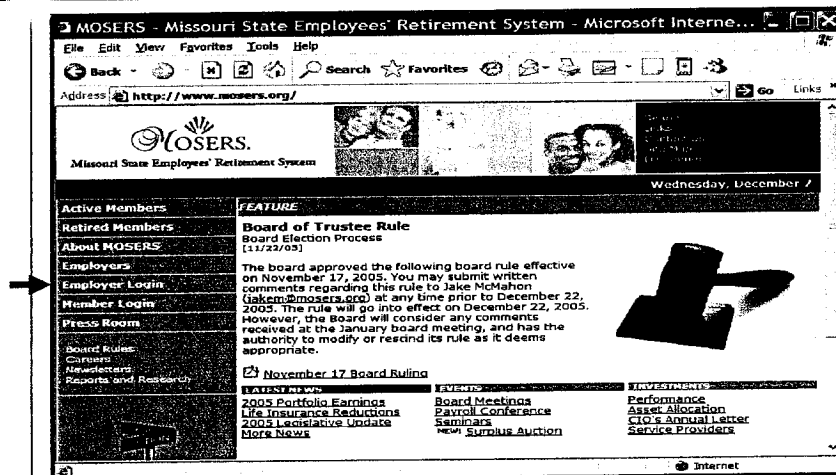 MOSERS - Missouri State Employees' Retirement System - Microsoft Interne...
File Edit View Favorites Tools Help
Back Search Favorites
Address http://www.mosers.org/ Go Links
MOSERS.
Missouri State Employees' Retirement System
Wednesday, December 7
Active Members
Retired Members
About MOSERS
Employers
Employer Login
Member Login
Press Room
Board Rules
Careers
Newsletters
Reports and Research
FEATURE
Board of Trustee Rule
Board Election Process
[11/22/05]
The board approved the following board rule effective
on November 17, 2005. You may submit written
comments regarding this rule to Jake McMahon
(jakem@mosers.org) at any time prior to December 22,
2005. The rule will go into effect on December 22, 2005.
However, the Board will consider any comments
received at the January board meeting, and has the
authority to modify or rescind its rule as it deems
appropriate.
November 17 Board Ruling
LATEST NEWS
2005 Portfolio Earnings
Life Insurance Reductions
2005 Legislative Update
More News
EVENTS
Board Meetings
Payroll Conference
Seminars
NEW! Surplus Auction
INVESTMENTS
Performance
Asset Allocation
CIO's Annual Letter
Service Providers
Internet